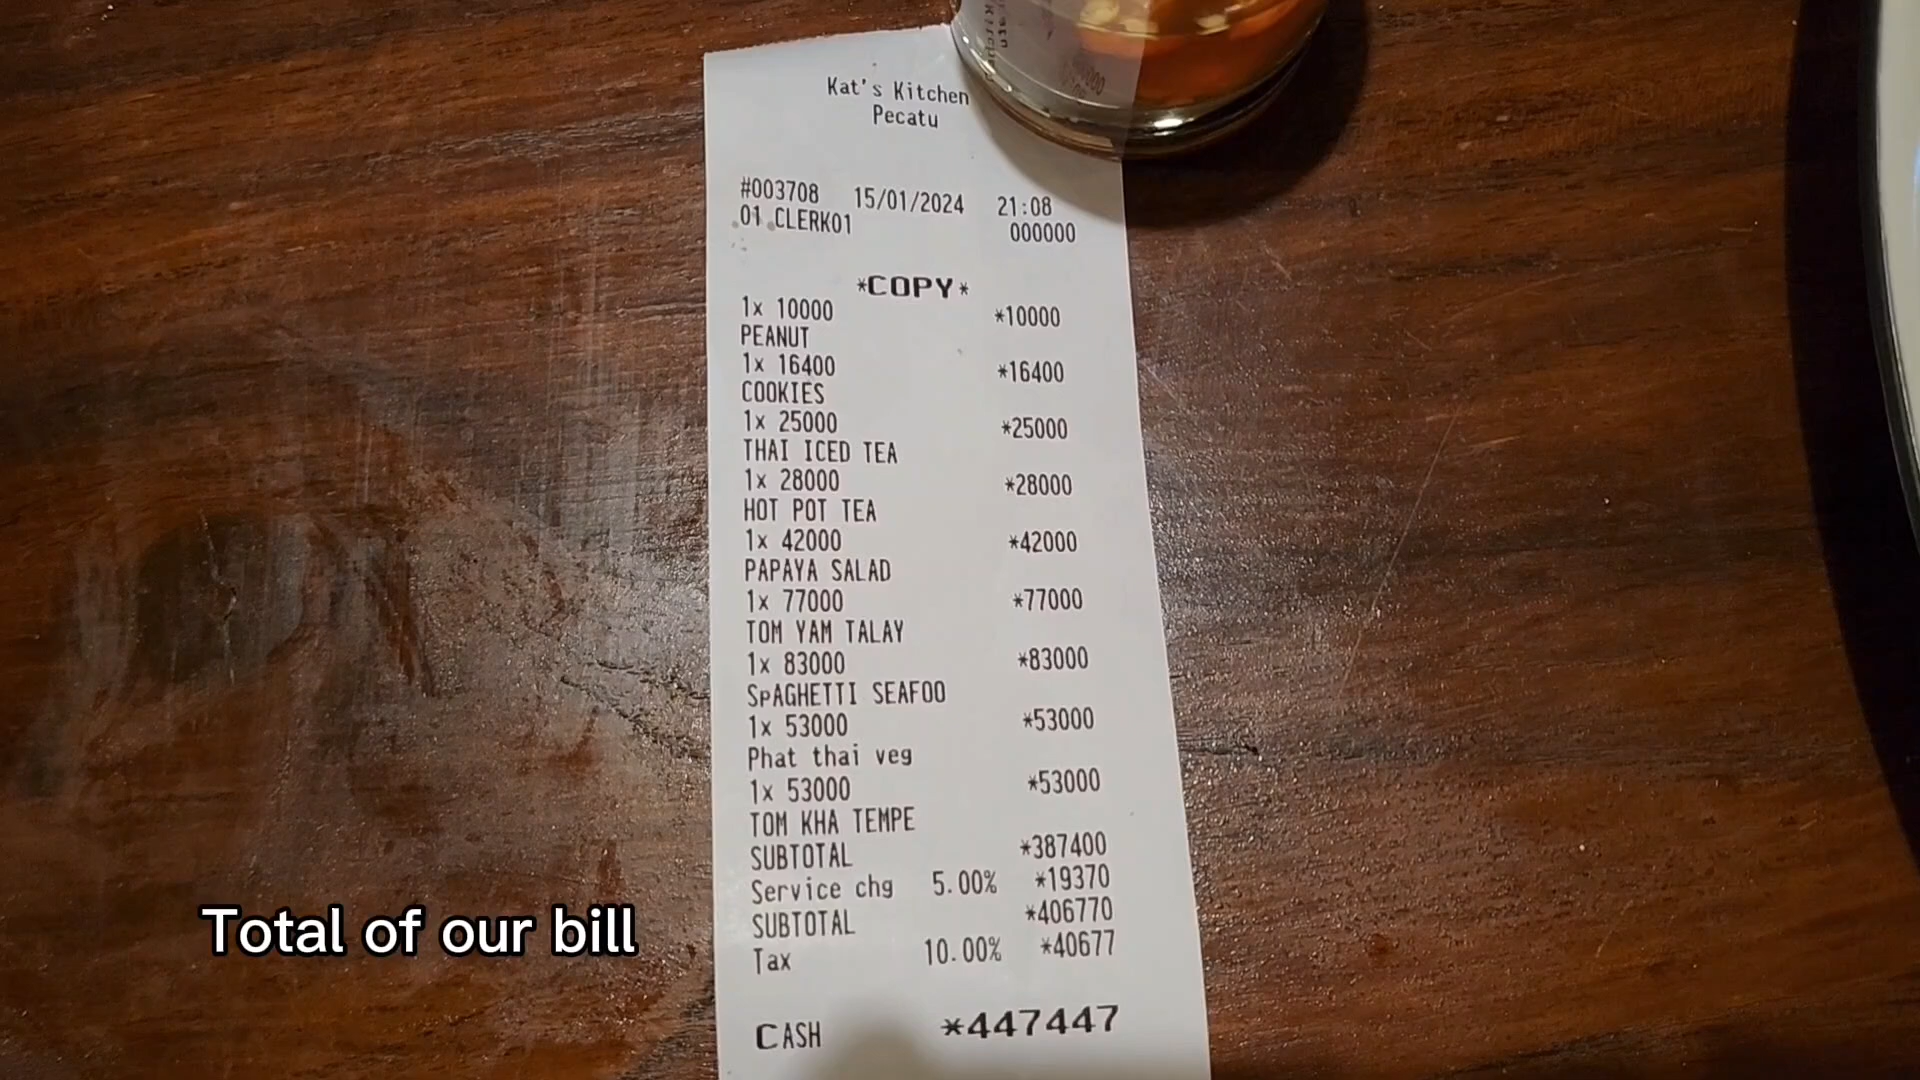 Kat's Kitchen
Pecatu
#003708 15/01/2024 21:08
01 CLERK01 000000
*COPY*
1x 10000 *10000
PEANUT
1x 16400 *16400
COOKIES
1x 25000 *25000
THAI ICED TEA
1x 28000 *28000
HOT POT TEA
1x 42000 *42000
PAPAYA SALAD
1x 77000 *77000
TOM YAM TALAY
1x 83000 *83000
SpAGHETTI SEAFOO
1x 53000 *53000
Phat thai veg
1x 53000 *53000
TOM KHA TEMPE
SUBTOTAL *387400
Service chg 5.00% *19370
SUBTOTAL *406770
Tax 10.00% *40677
CASH *447447
Total of our bill